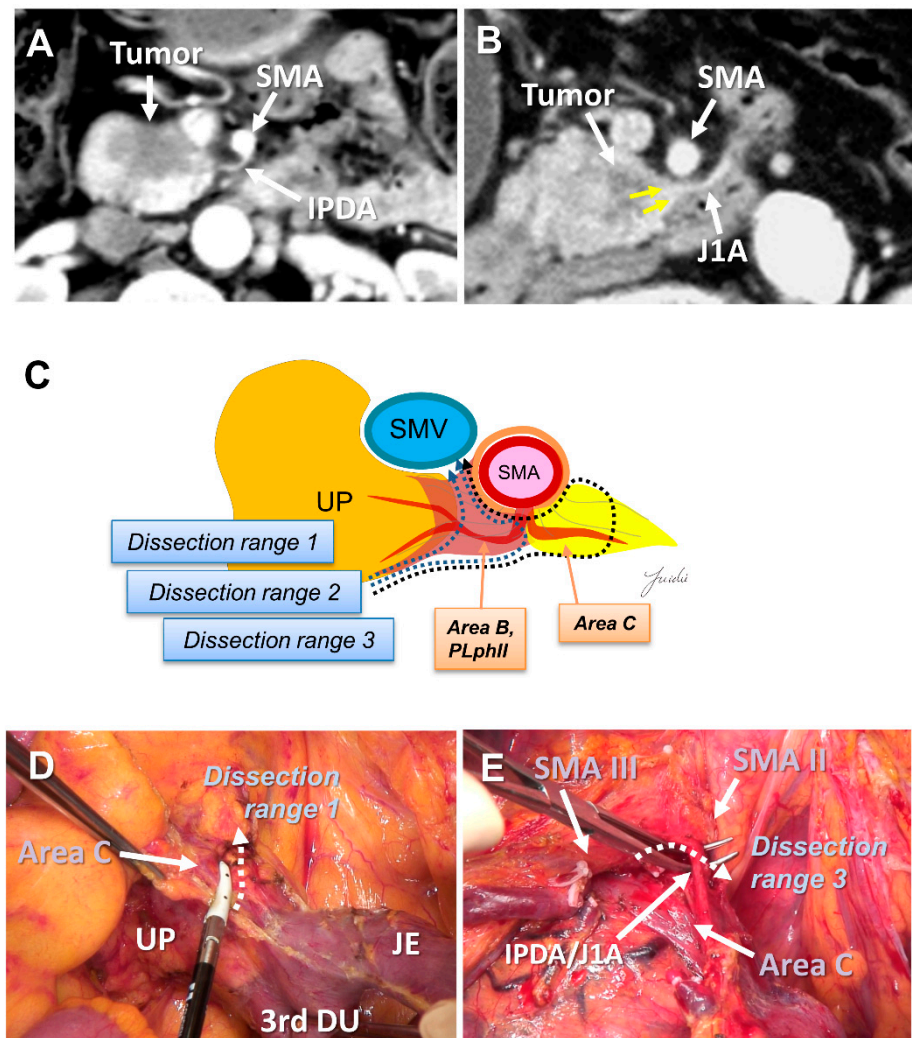 A
Tumor
SMA
IPDA
B
SMA
Tumor
J1A
C
SMV
SMA
UP
Dissection range 1
Dissection range 2
Dissection range 3
Area B,
PLphII
Area C
D
Dissection
range 1
Area C
UP
JE
3rd DU
E
SMA III
SMA II
Dissection
range 3
IPDA/J1A
Area C